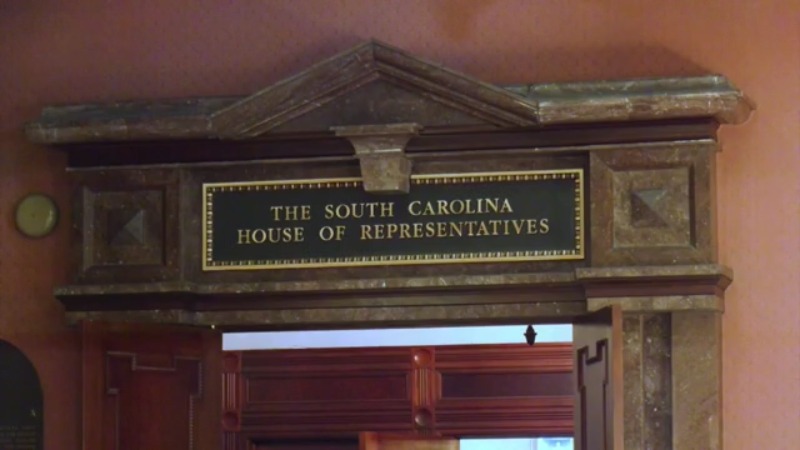 THE SOUTH CAROLINA
HOUSE OF REPRESENTATIVES